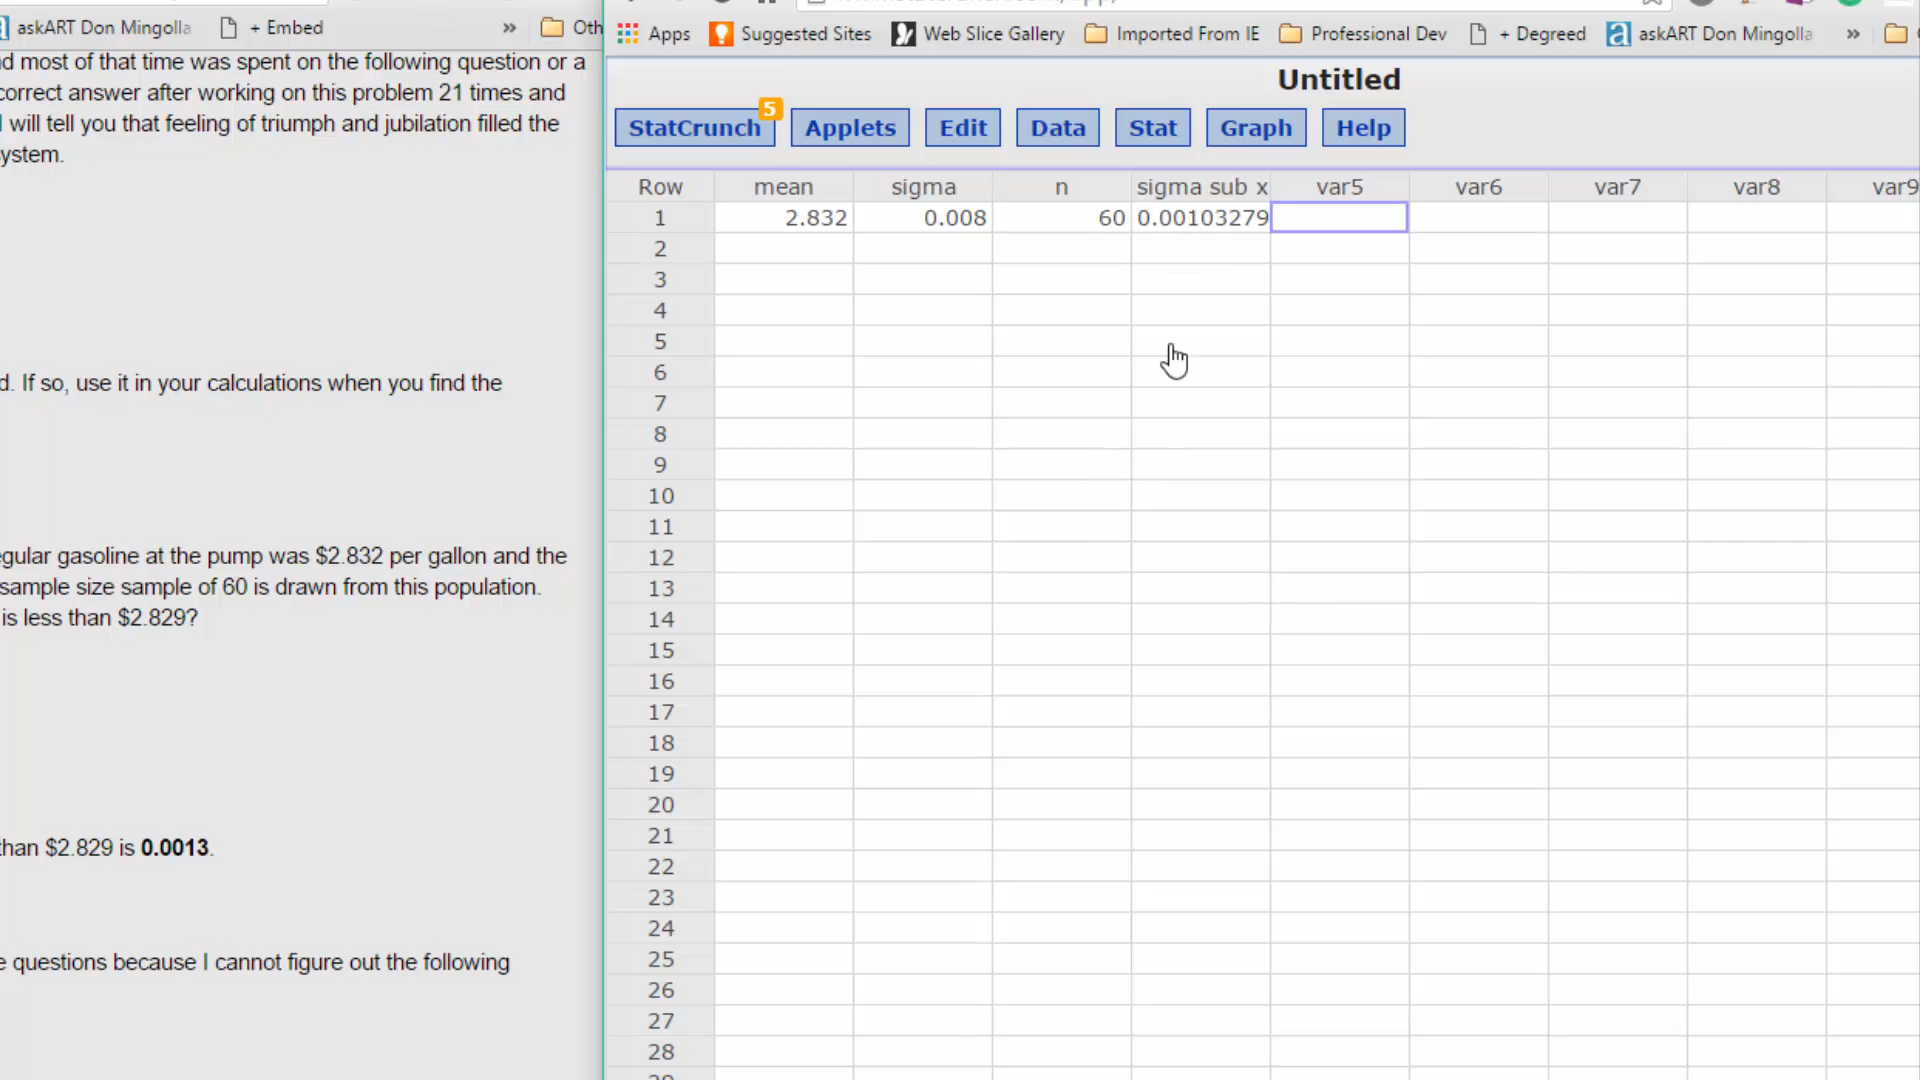 askART Don Mingolla + Embed » Oth
d most of that time was spent on the following question or a
correct answer after working on this problem 21 times and
I will tell you that feeling of triumph and jubilation filled the
ystem.
d. If so, use it in your calculations when you find the
egular gasoline at the pump was $2.832 per gallon and the
sample size sample of 60 is drawn from this population.
is less than $2.829?
han $2.829 is 0.0013.
e questions because I cannot figure out the following
Apps Suggested Sites Web Slice Gallery Imported From IE Professional Dev + Degreed askART Don Mingolla »
Untitled
StatCrunch 5 Applets Edit Data Stat Graph Help
Row mean sigma n sigma sub x var5 var6 var7 var8 var9
1 2.832 0.008 60 0.00103279
2
3
4
5
6
7
8
9
10
11
12
13
14
15
16
17
18
19
20
21
22
23
24
25
26
27
28